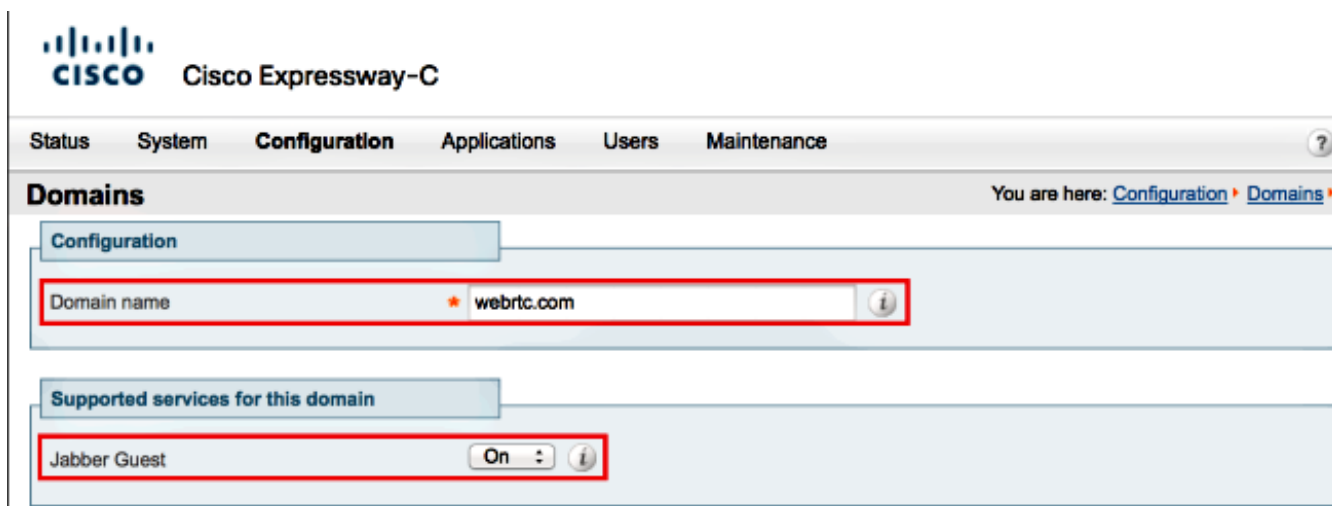 CISCO Cisco Expressway-C
Status System Configuration Applications Users Maintenance ?
Domains You are here: Configuration Domains
Configuration
Domain name * webrtc.com i
Supported services for this domain
Jabber Guest On i